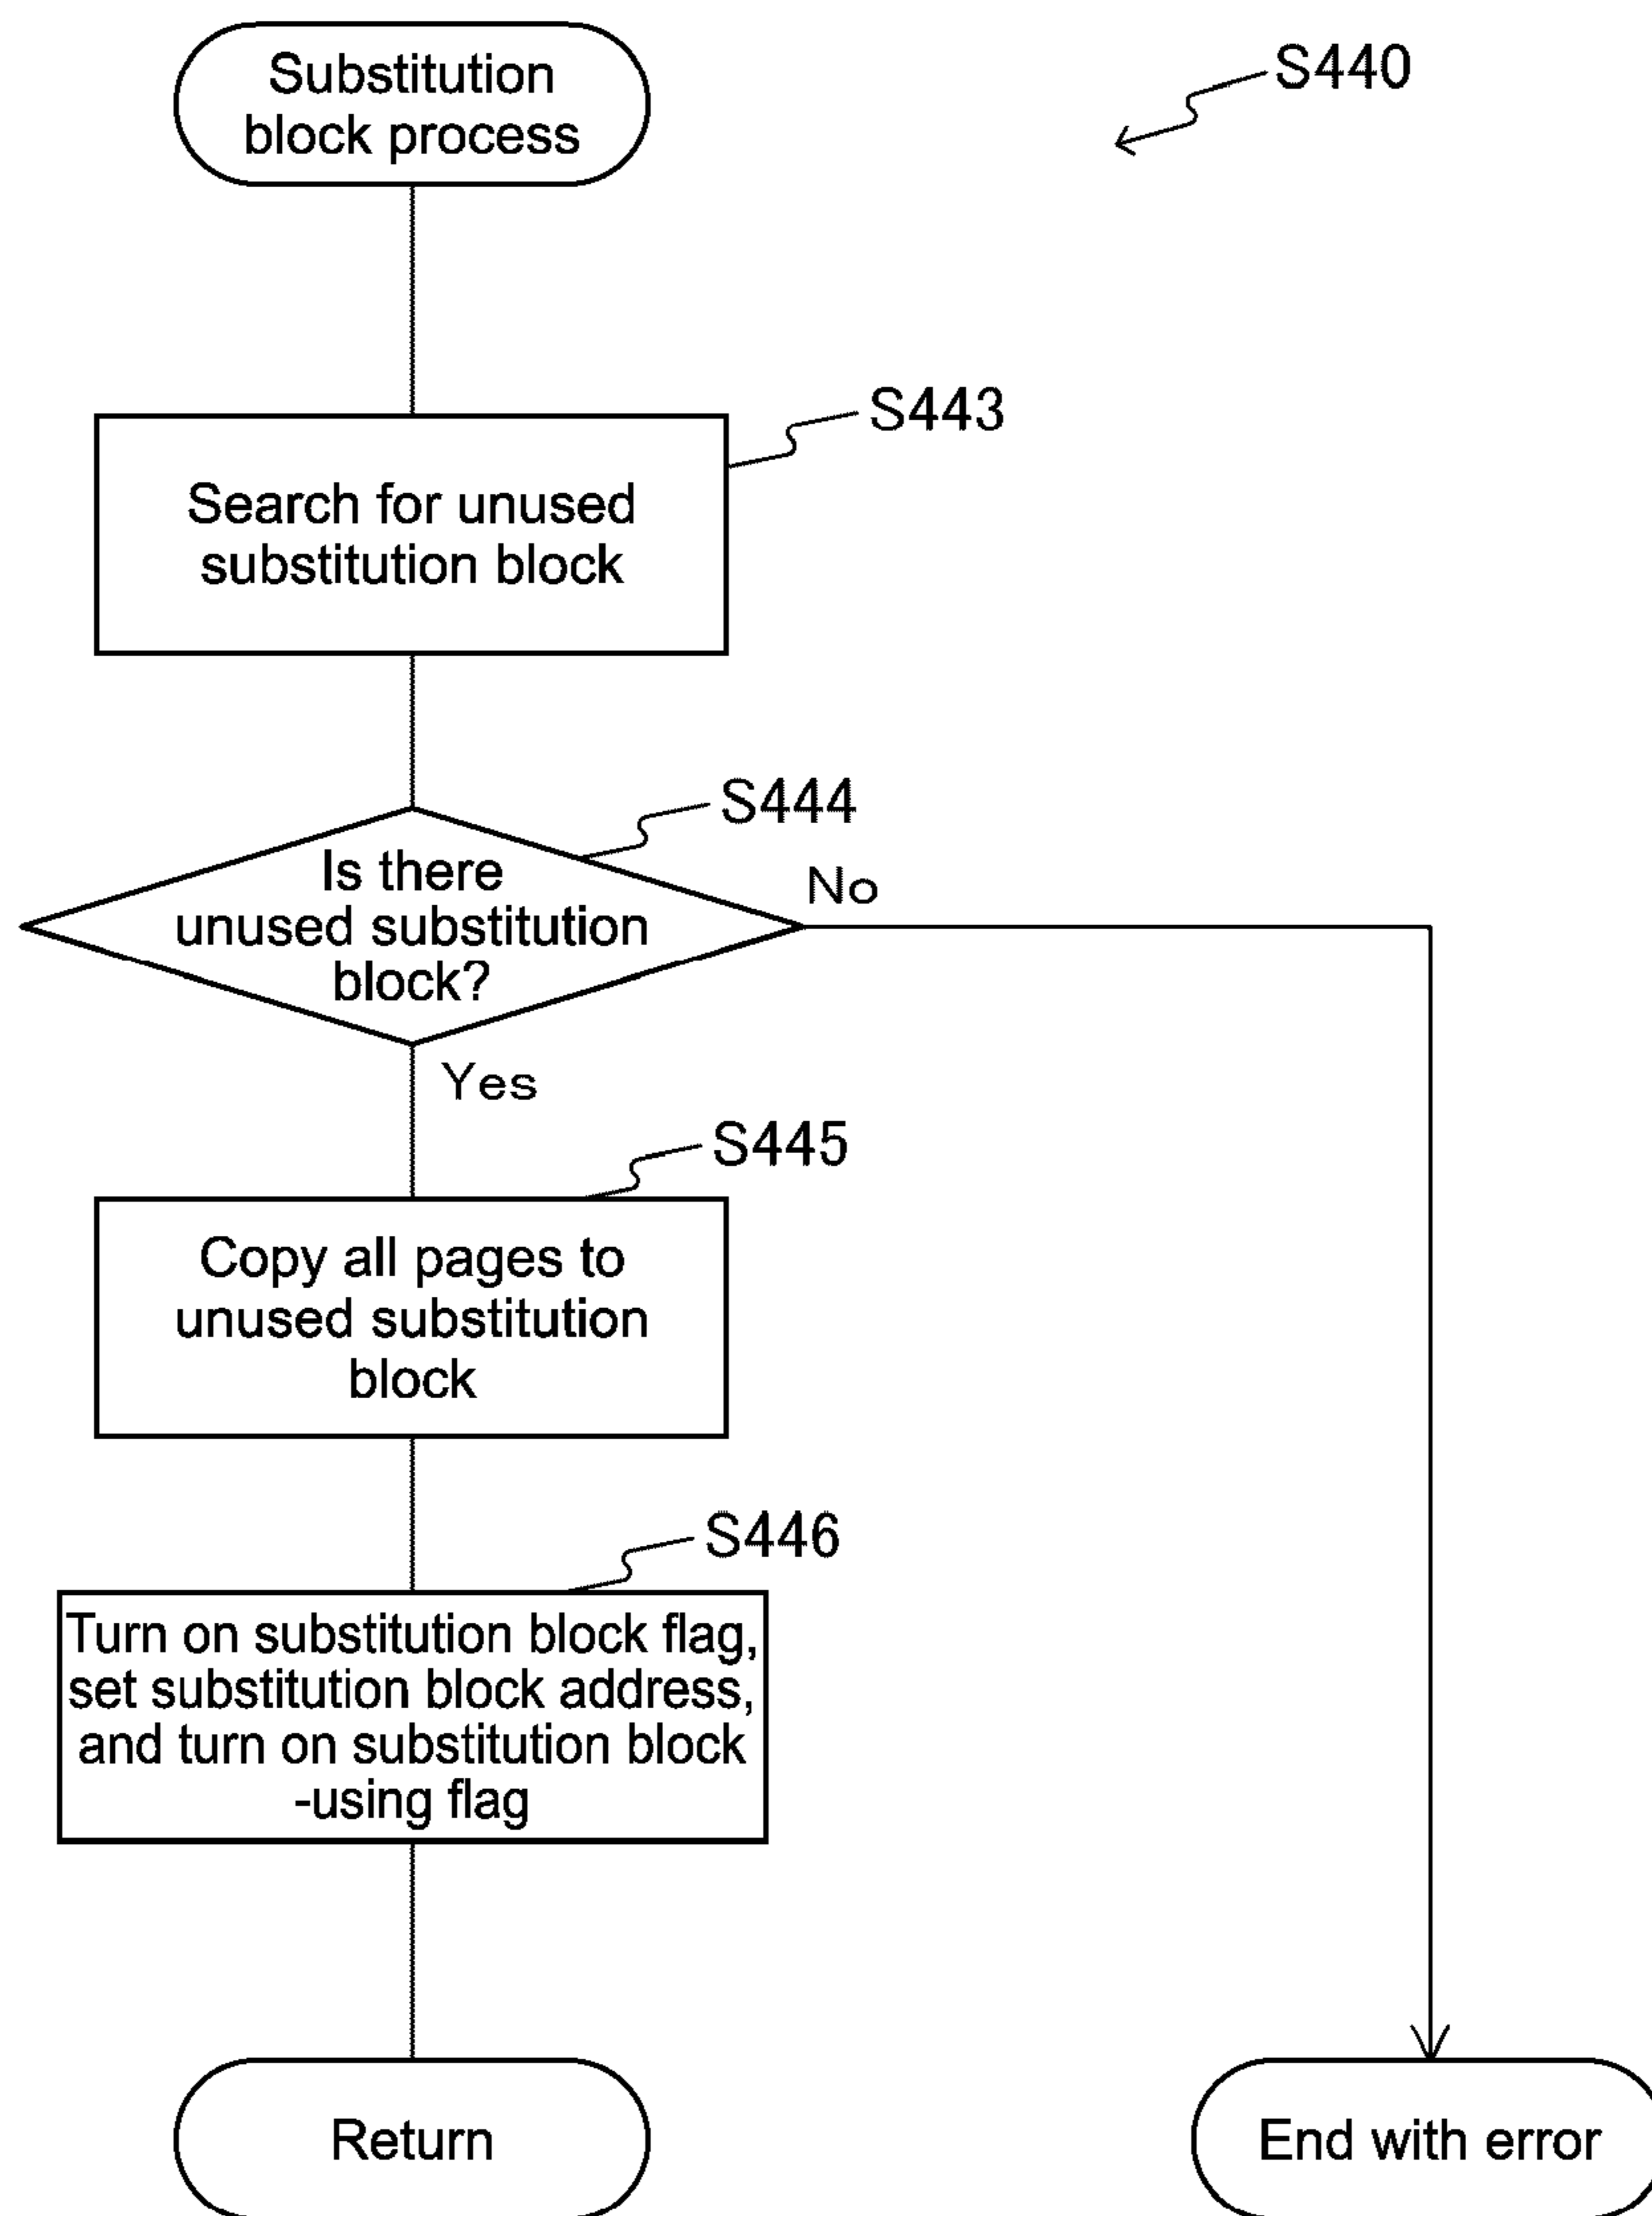 Substitution
block process
S440
S443
Search for unused
substitution block
S444
Is there
unused substitution
block?
No
Yes
S445
Copy all pages to
unused substitution
block
S446
Turn on substitution block flag,
set substitution block address,
and turn on substitution block
-using flag
Return
End with error